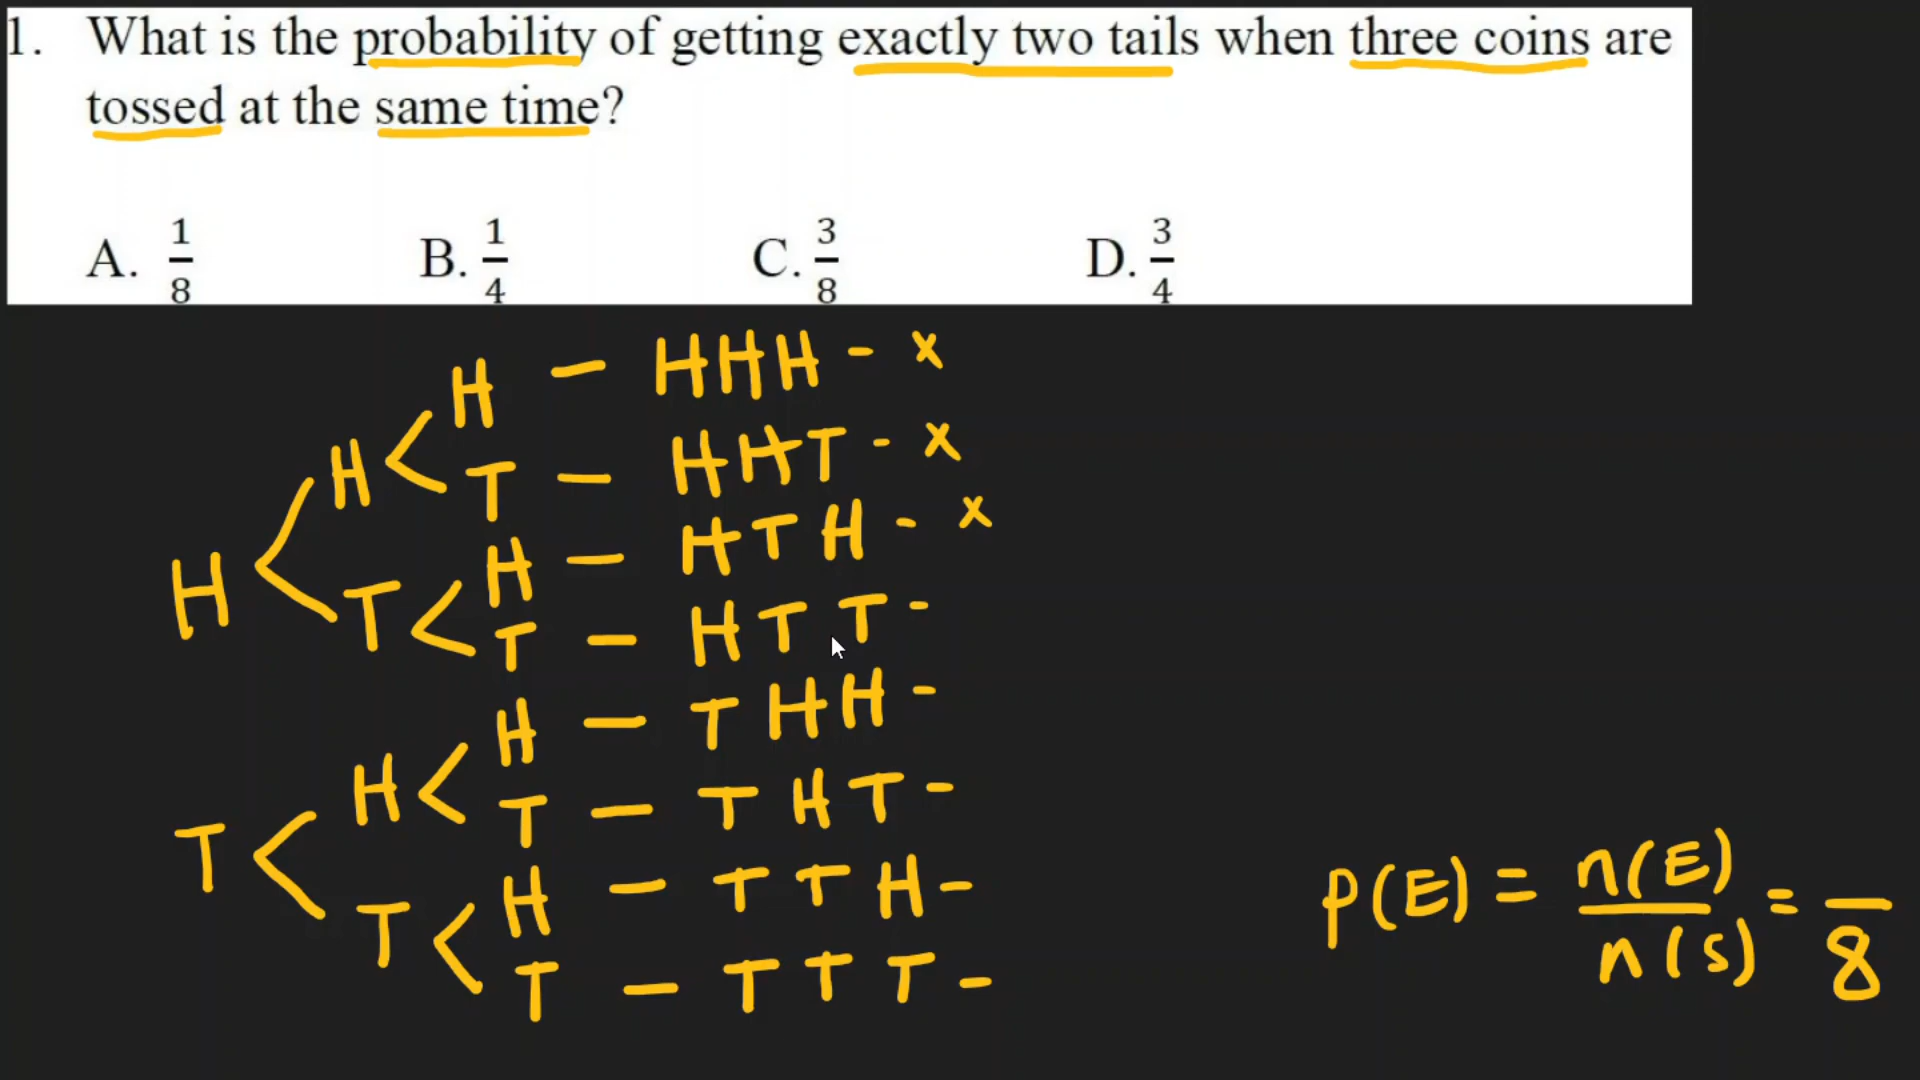 1. What is the probability of getting exactly two tails when three coins are
tossed at the same time?
A. 1/8 B. 1/4 C. 3/8 D. 3/4
H - HHH - x
H <
T - HHT - x
H <
H - HTH - x
T <
T - HTT -
H - THH -
H <
T - THT -
T <
H - TTH -
T <
T - TTT -
P(E) = n(E)/n(S) = /8